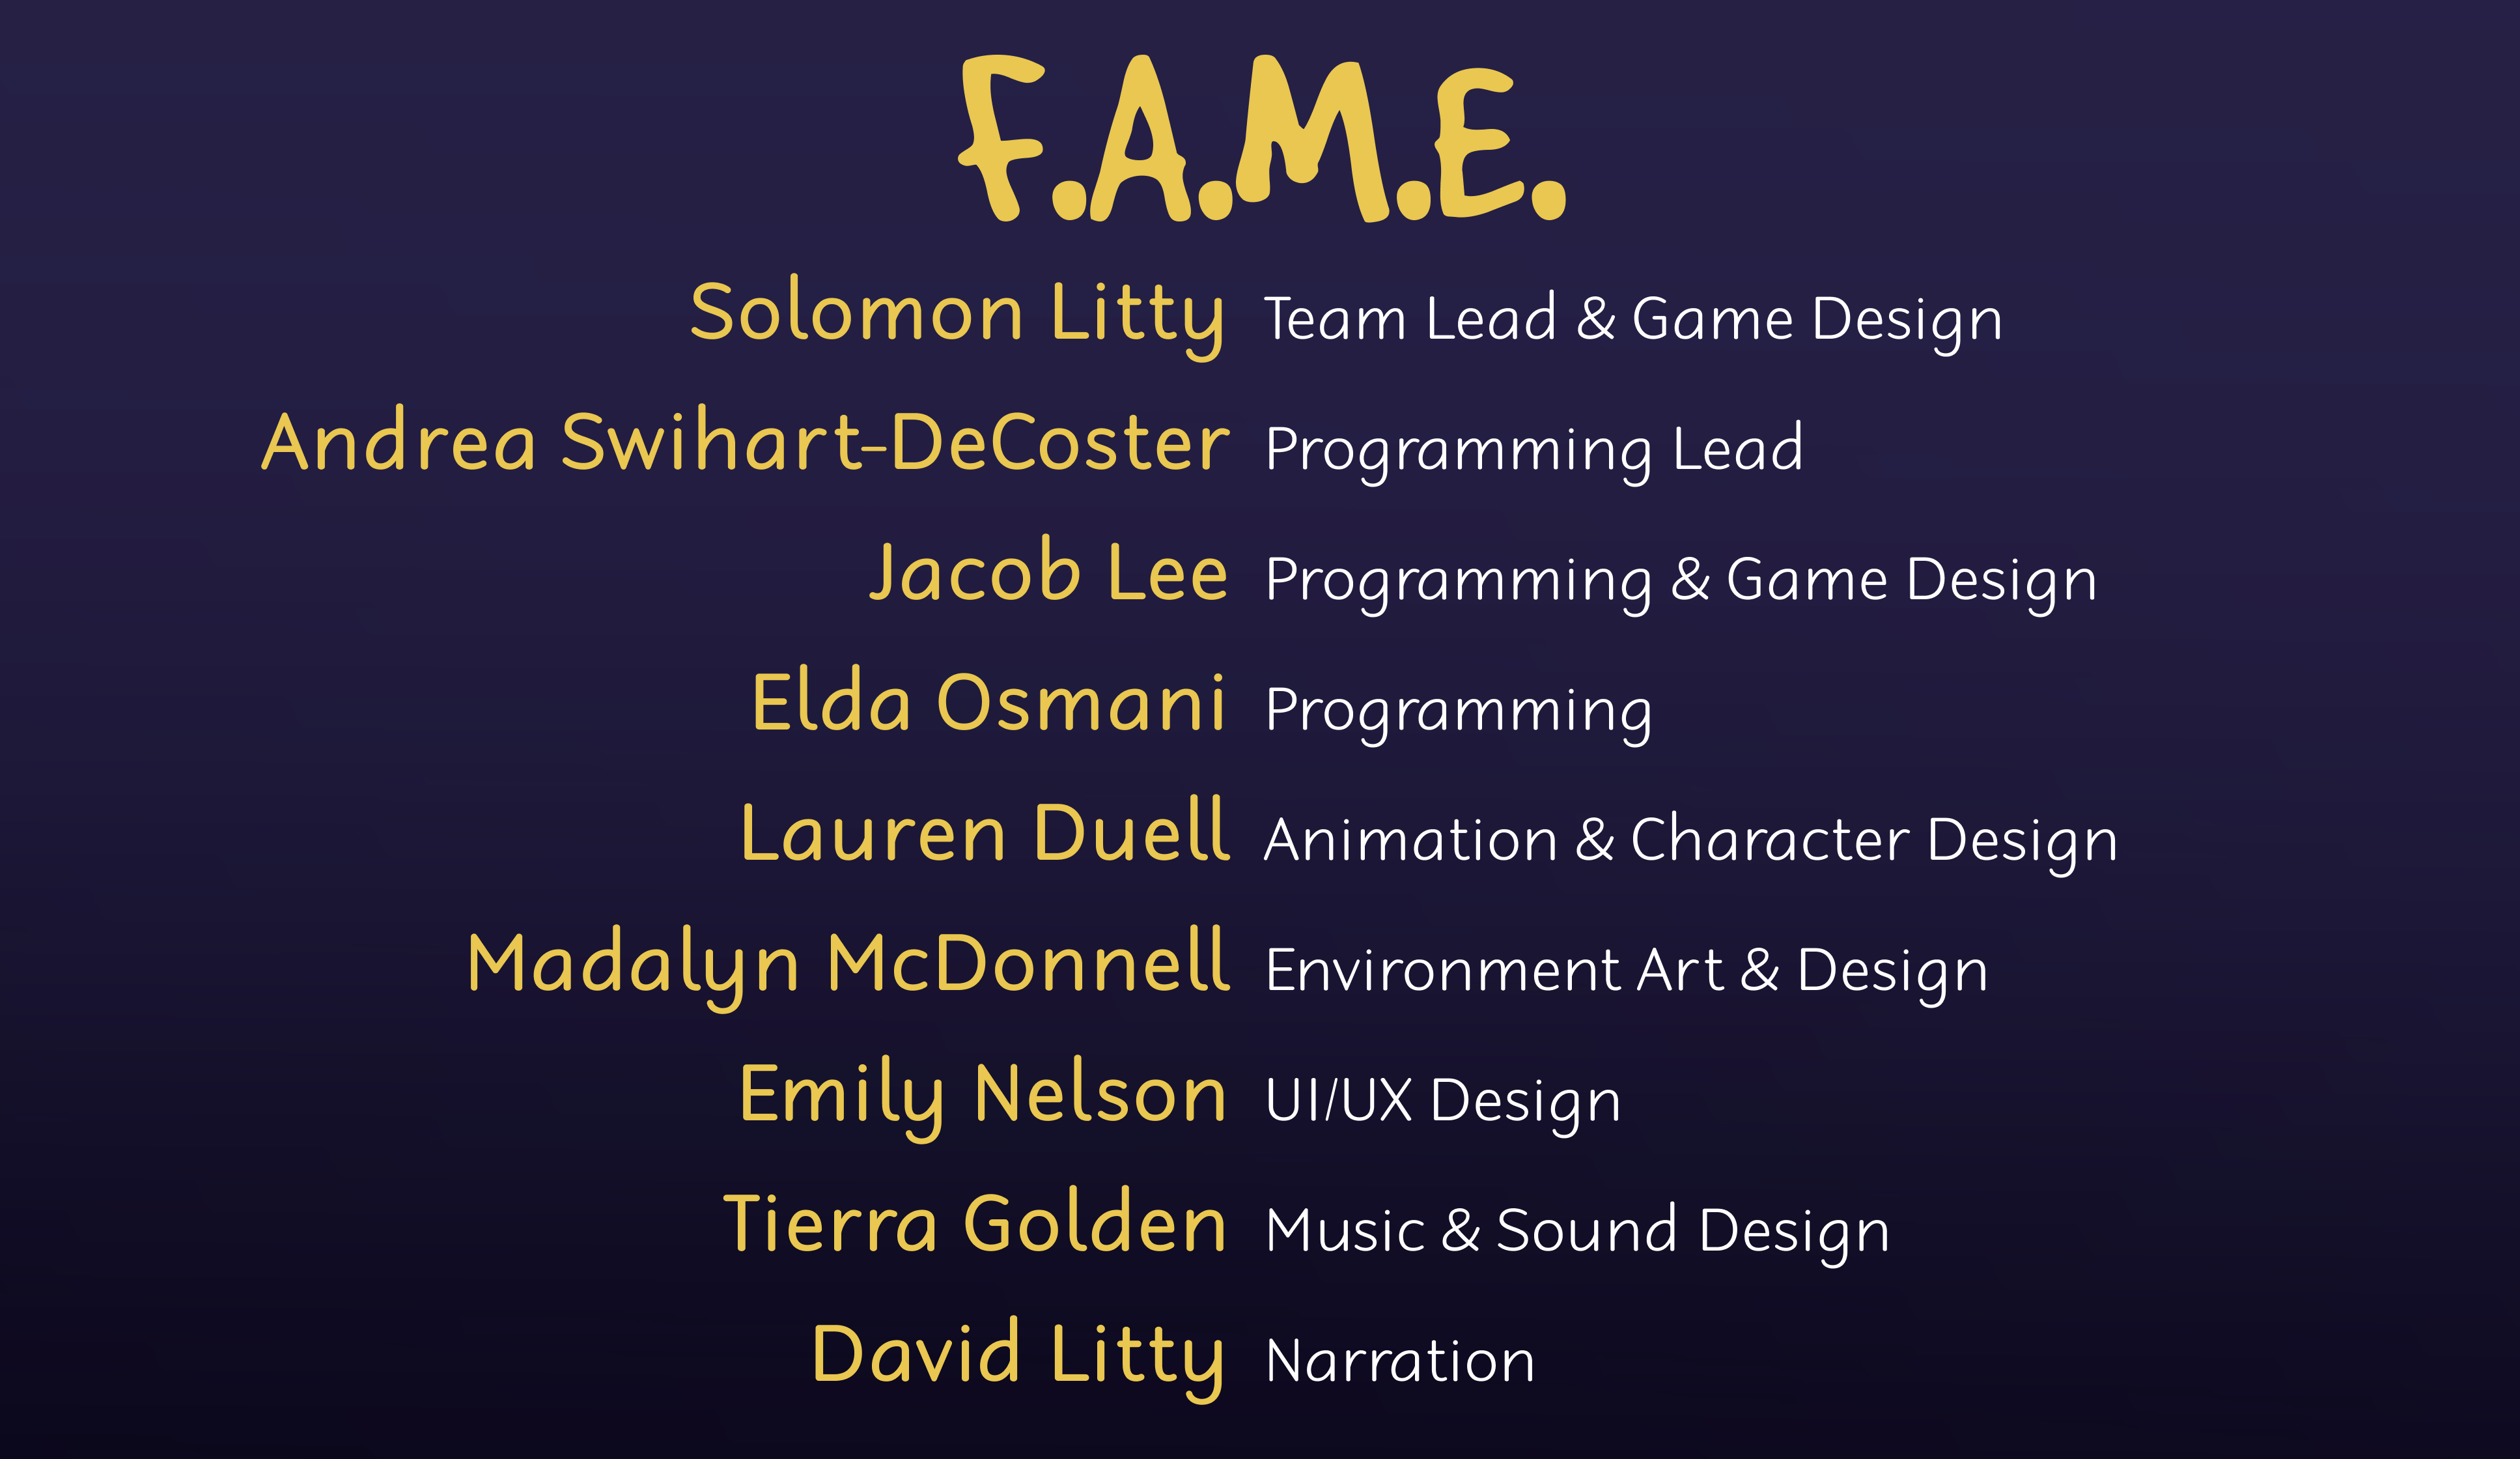 F.A.M.E.
Solomon Litty Team Lead & Game Design
Andrea Swihart-DeCoster Programming Lead
Jacob Lee Programming & Game Design
Elda Osmani Programming
Lauren Duell Animation & Character Design
Madalyn McDonnell Environment Art & Design
Emily Nelson UI/UX Design
Tierra Golden Music & Sound Design
David Litty Narration